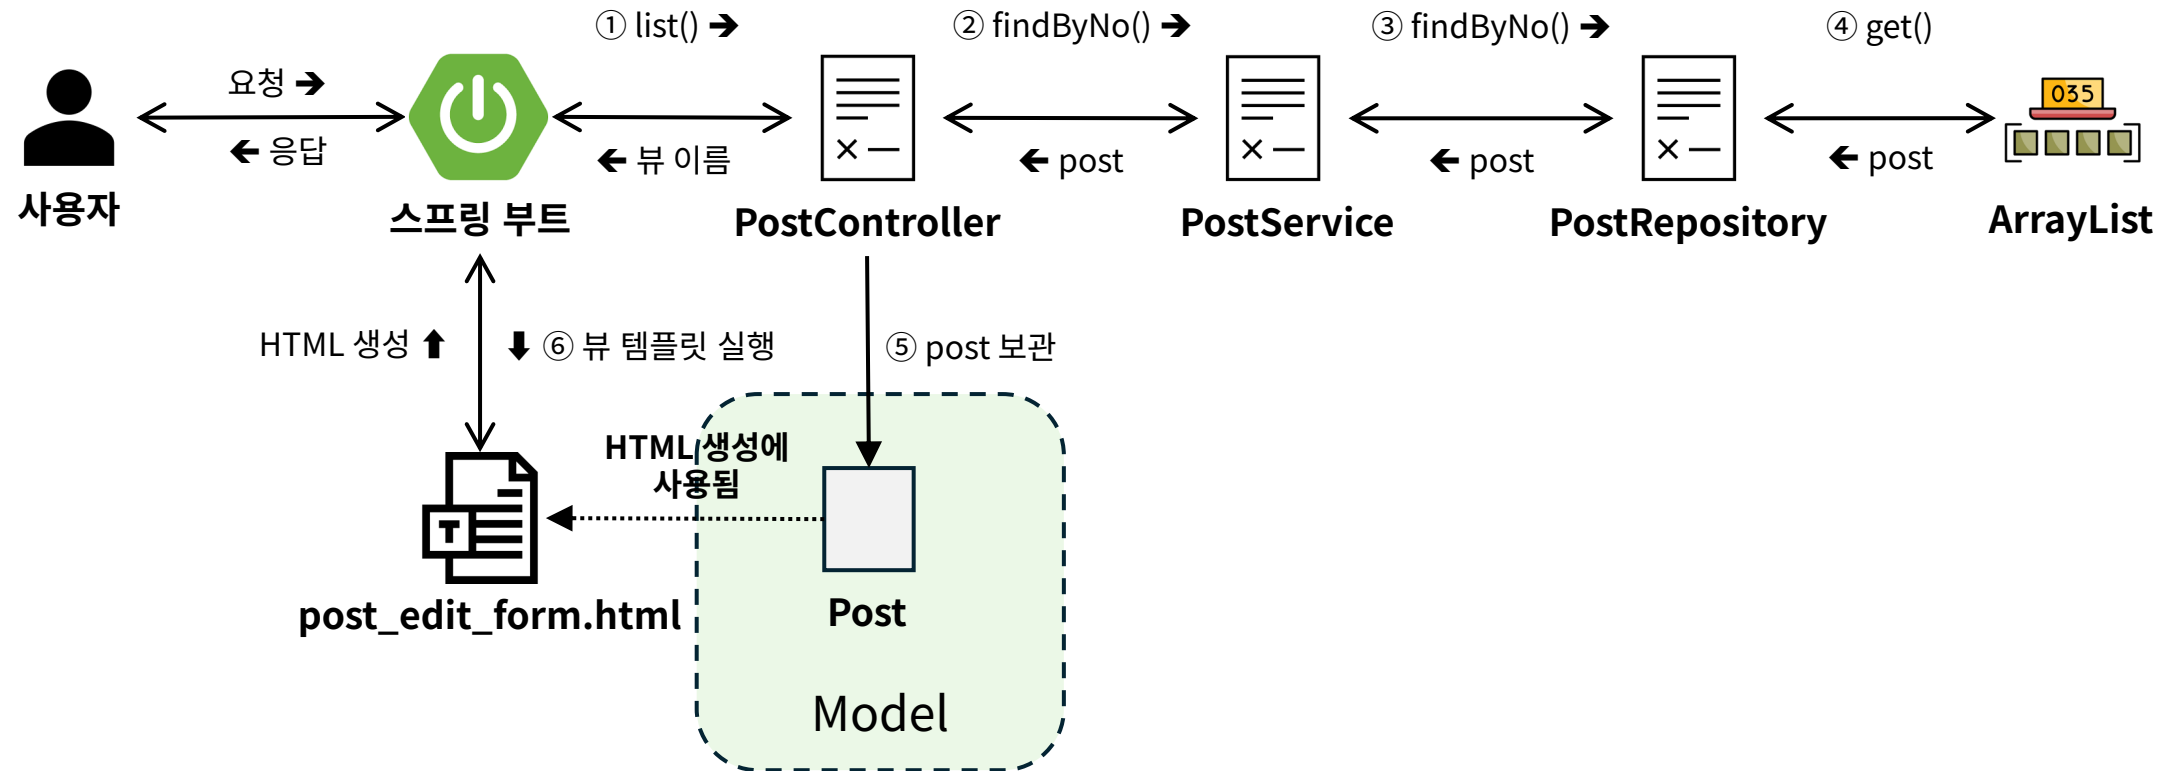 ① list() 🡺
② findByNo() 🡺
③ findByNo() 🡺
④ get()
요청 🡺
🡸 응답
🡸 뷰 이름
🡸 post
🡸 post
🡸 post
035
사용자
스프링 부트
PostController
PostService
PostRepository
ArrayList
HTML 생성 🡹
🡻 ⑥ 뷰 템플릿 실행
⑤ post 보관
HTML 생성에
사용됨
T
post_edit_form.html
Post
Model